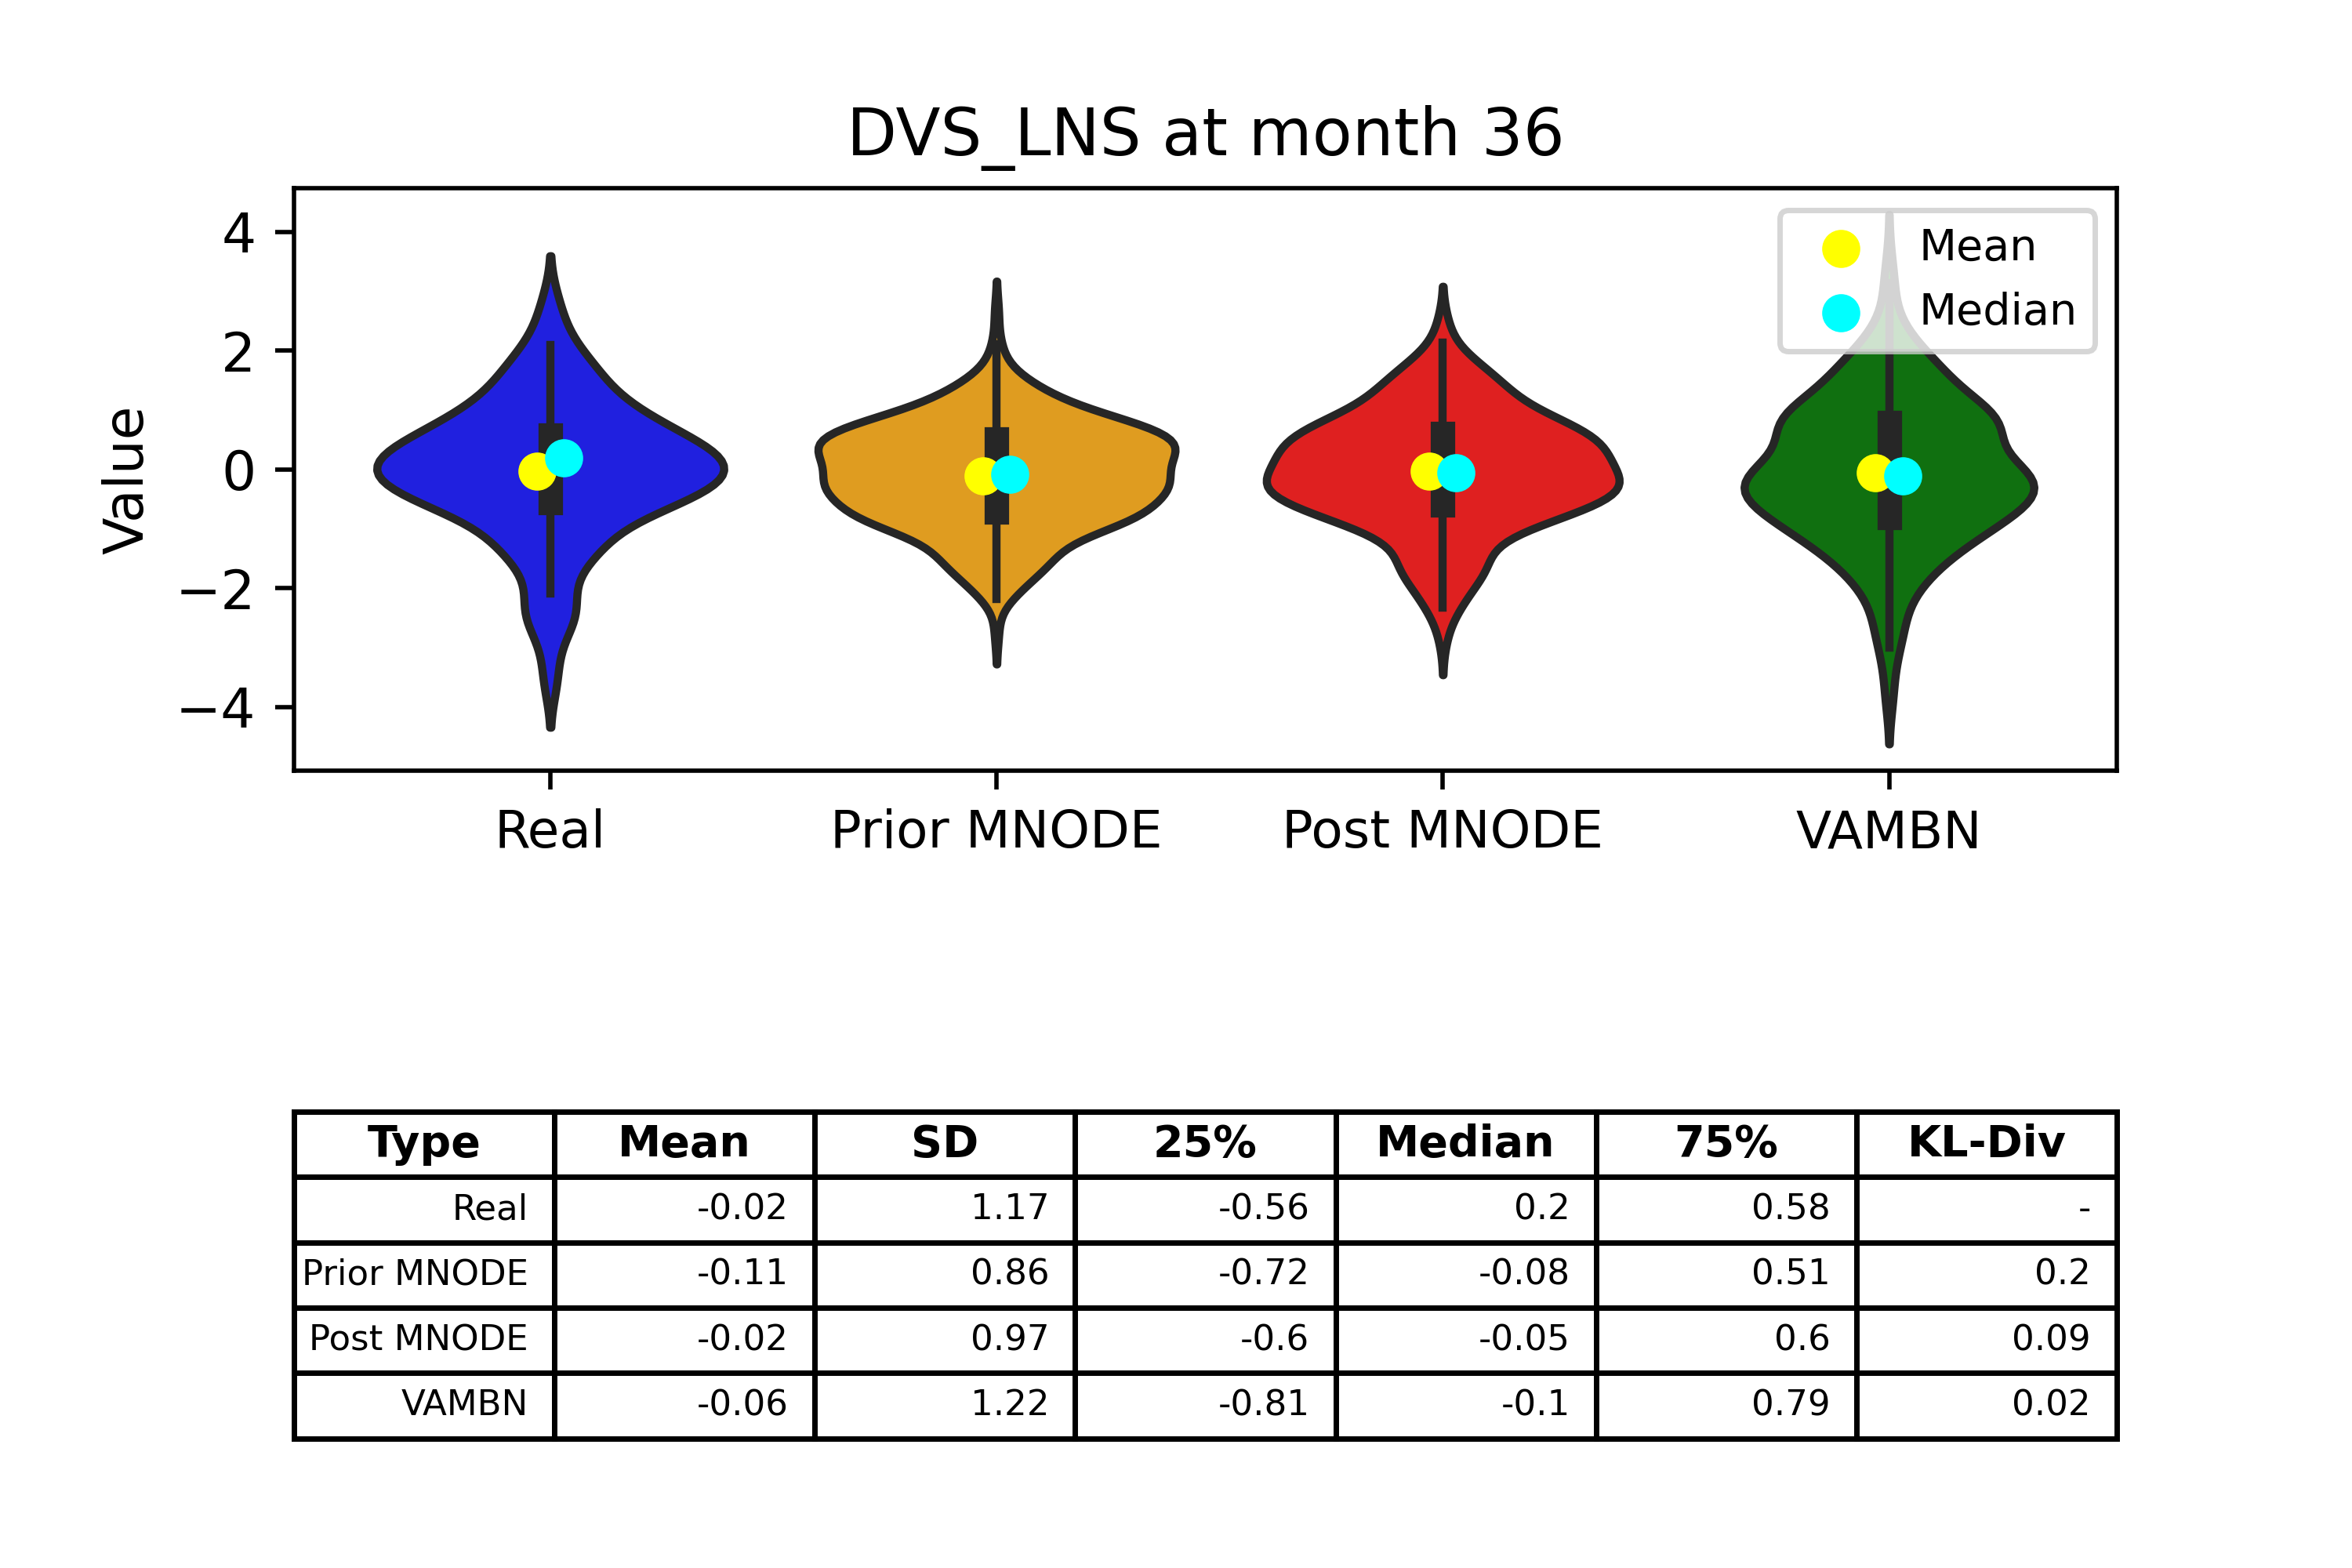 DVS_LNS at month 36
Value
4
2
0
−2
−4
Mean
Median
Real Prior MNODE Post MNODE VAMBN
Type Mean SD 25% Median 75% KL-Div
Real -0.02 1.17 -0.56 0.2 0.58 -
Prior MNODE -0.11 0.86 -0.72 -0.08 0.51 0.2
Post MNODE -0.02 0.97 -0.6 -0.05 0.6 0.09
VAMBN -0.06 1.22 -0.81 -0.1 0.79 0.02